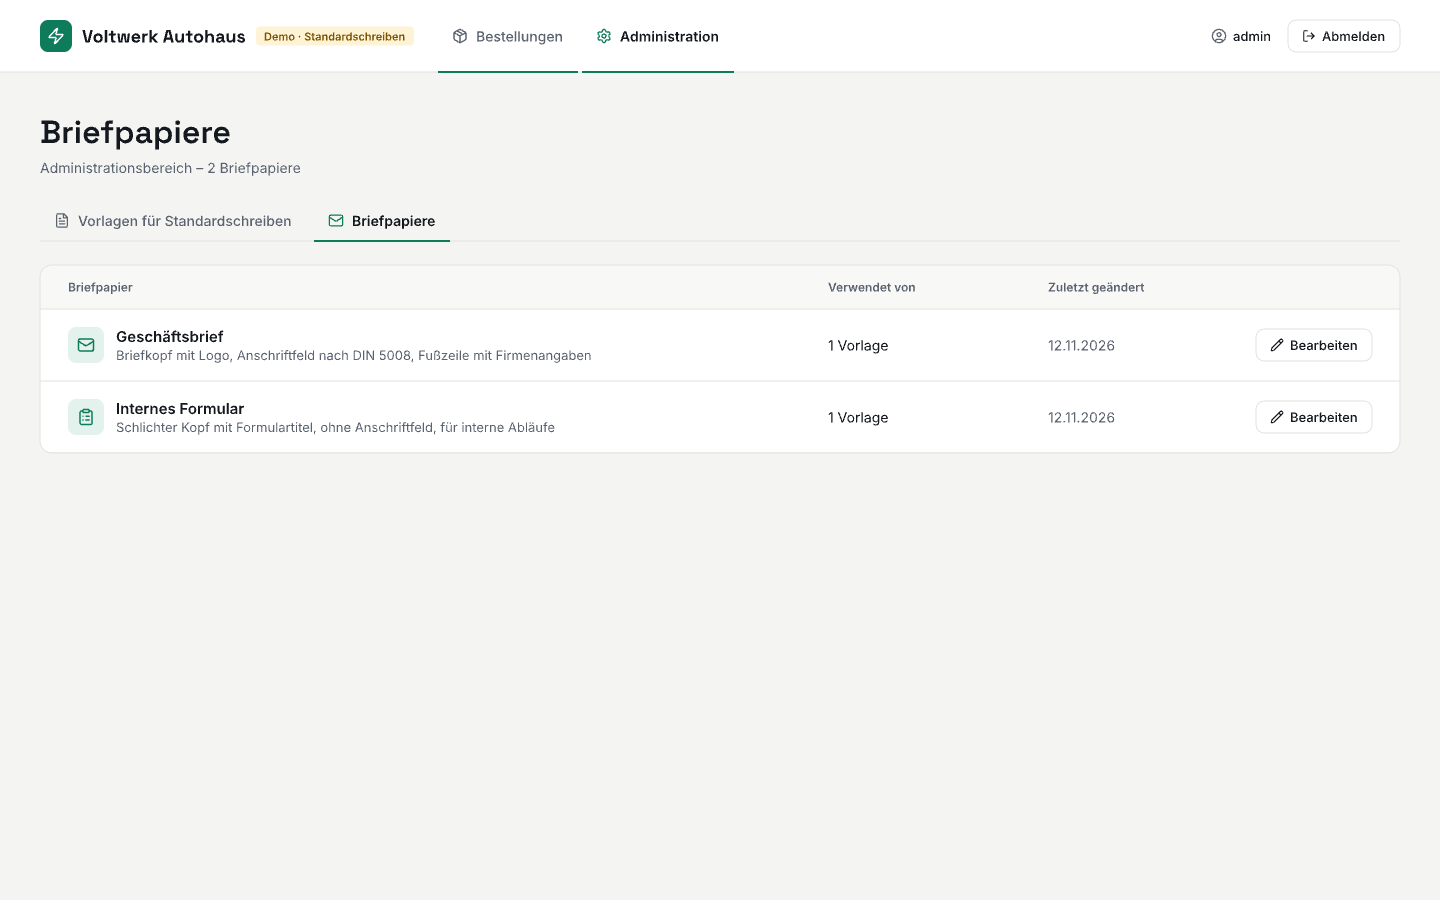 Voltwerk Autohaus Demo · Standardschreiben Bestellungen Administration admin Abmelden
Briefpapiere
Administrationsbereich – 2 Briefpapiere
Vorlagen für Standardschreiben Briefpapiere
Briefpapier Verwendet von Zuletzt geändert
Geschäftsbrief
Briefkopf mit Logo, Anschriftfeld nach DIN 5008, Fußzeile mit Firmenangaben
1 Vorlage 12.11.2026 Bearbeiten
Internes Formular
Schlichter Kopf mit Formulartitel, ohne Anschriftfeld, für interne Abläufe
1 Vorlage 12.11.2026 Bearbeiten